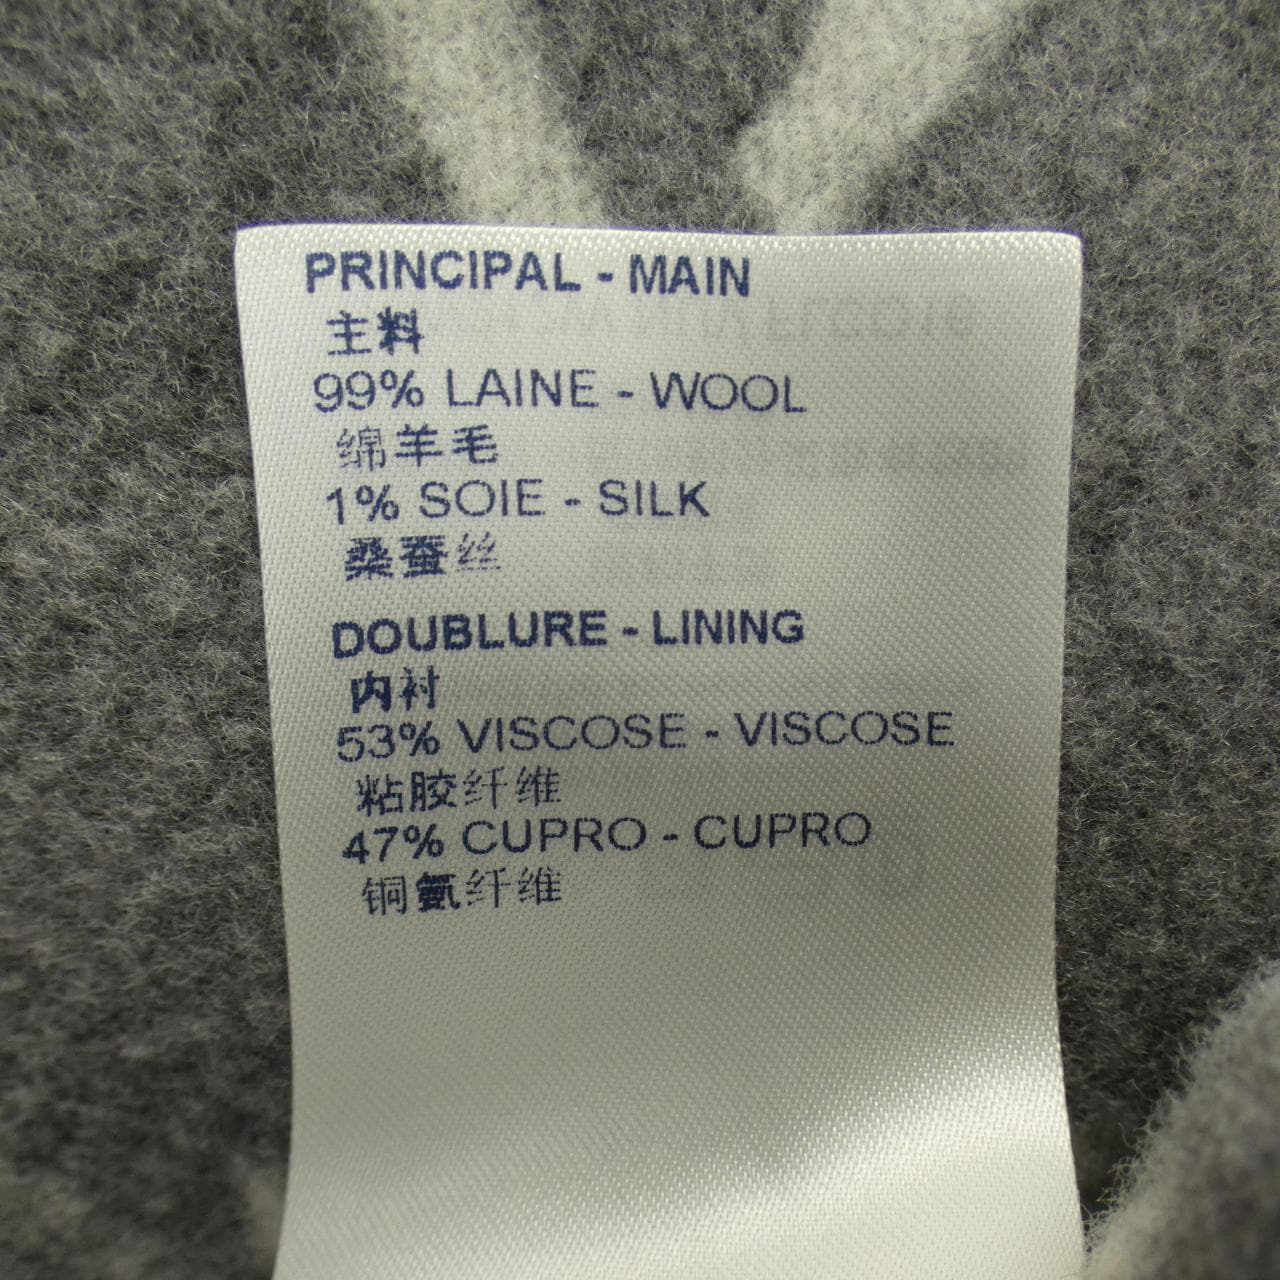 PRINCIPAL - MAIN
主料
99% LAINE - WOOL
绵羊毛
1% SOIE - SILK
桑蚕丝
DOUBLURE - LINING
内衬
53% VISCOSE - VISCOSE
粘胶纤维
47% CUPRO - CUPRO
铜氨纤维